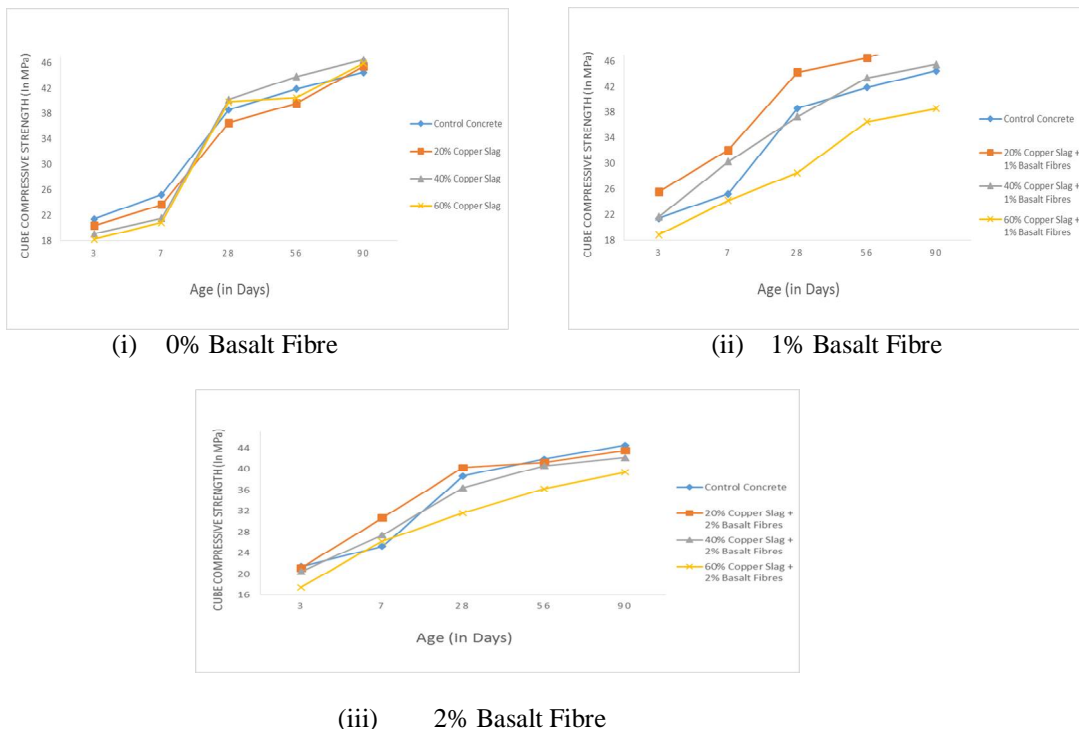 CUBE COMPRESSIVE STRENGTH (In MPa)
46
42
38
34
30
26
22
18
3 7 28 56 90
Age (in Days)
Control Concrete
20% Copper Slag
40% Copper Slag
60% Copper Slag
(i) 0% Basalt Fibre
CUBE COMPRESSIVE STRENGTH (In MPa)
46
42
38
34
30
26
22
18
3 7 28 56 90
Age (in Days)
Control Concrete
20% Copper Slag +
1% Basalt Fibres
40% Copper Slag +
1% Basalt Fibres
60% Copper Slag +
1% Basalt Fibres
(ii) 1% Basalt Fibre
CUBE COMPRESSIVE STRENGTH (In MPa)
44
40
36
32
28
24
20
16
3 7 28 56 90
Age (In Days)
Control Concrete
20% Copper Slag +
2% Basalt Fibres
40% Copper Slag +
2% Basalt Fibres
60% Copper Slag +
2% Basalt Fibres
(iii) 2% Basalt Fibre